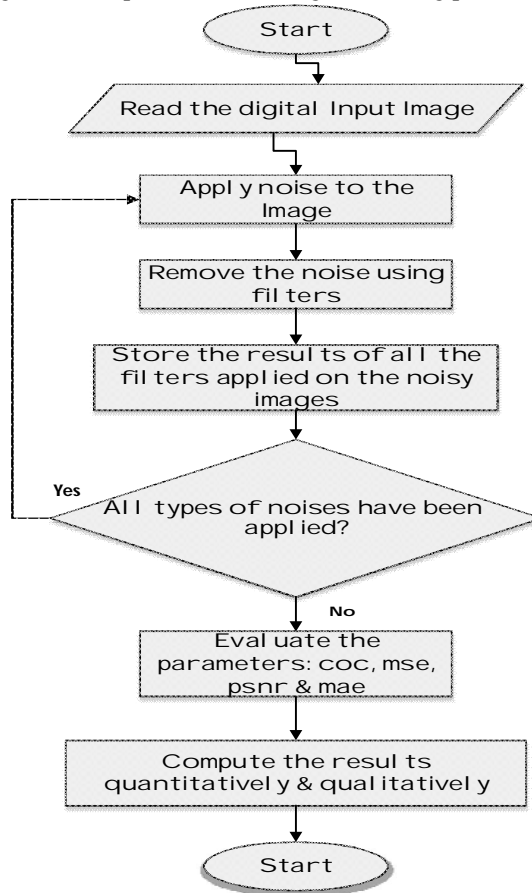 Start
Read the digital Input Image
Apply noise to the
Image
Remove the noise using
filters
Store the results of all the
filters applied on the noisy
images
Yes
All types of noises have been
applied?
No
Evaluate the
parameters: coc, mse,
psnr & mae
Compute the results
quantitatively & qualitatively
Start